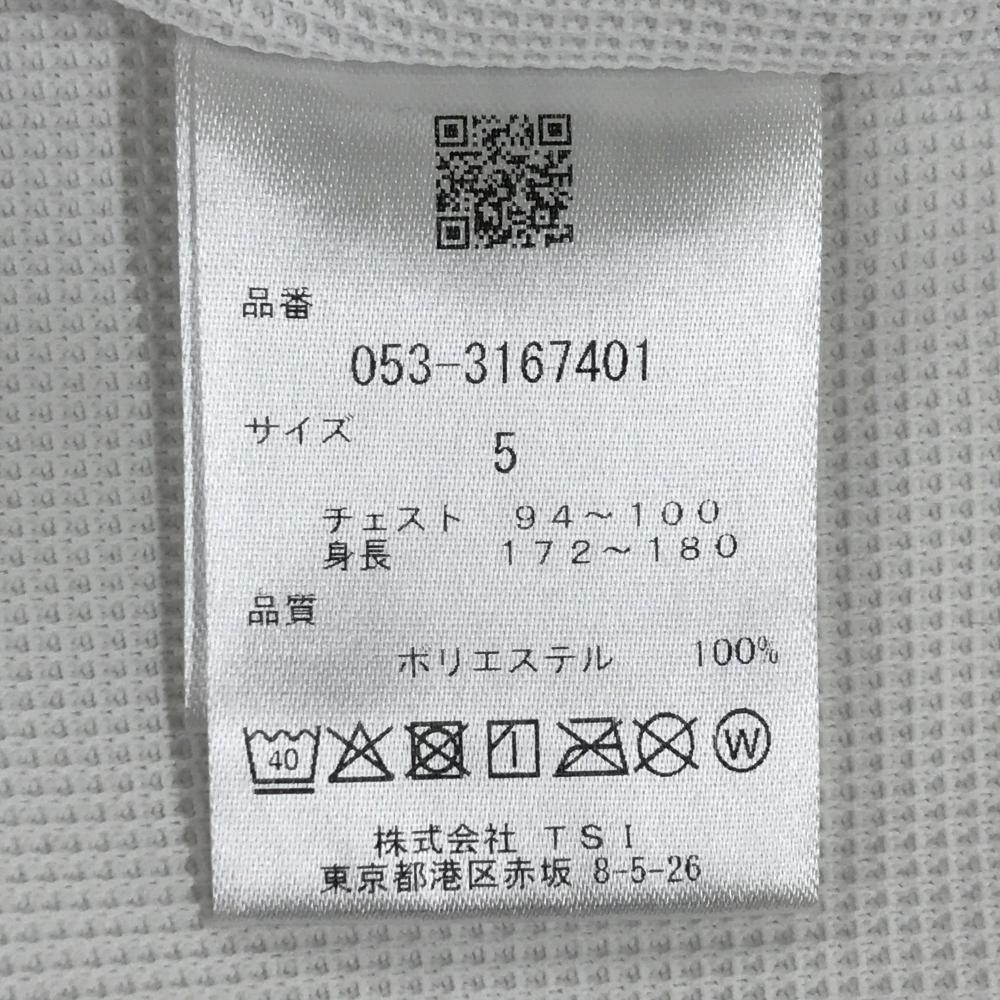 品番
053-3167401
サイズ
5
チェスト 94～100
身長 172～180
品質
ポリエステル 100%
40 W
株式会社 TSI
東京都港区赤坂 8-5-26